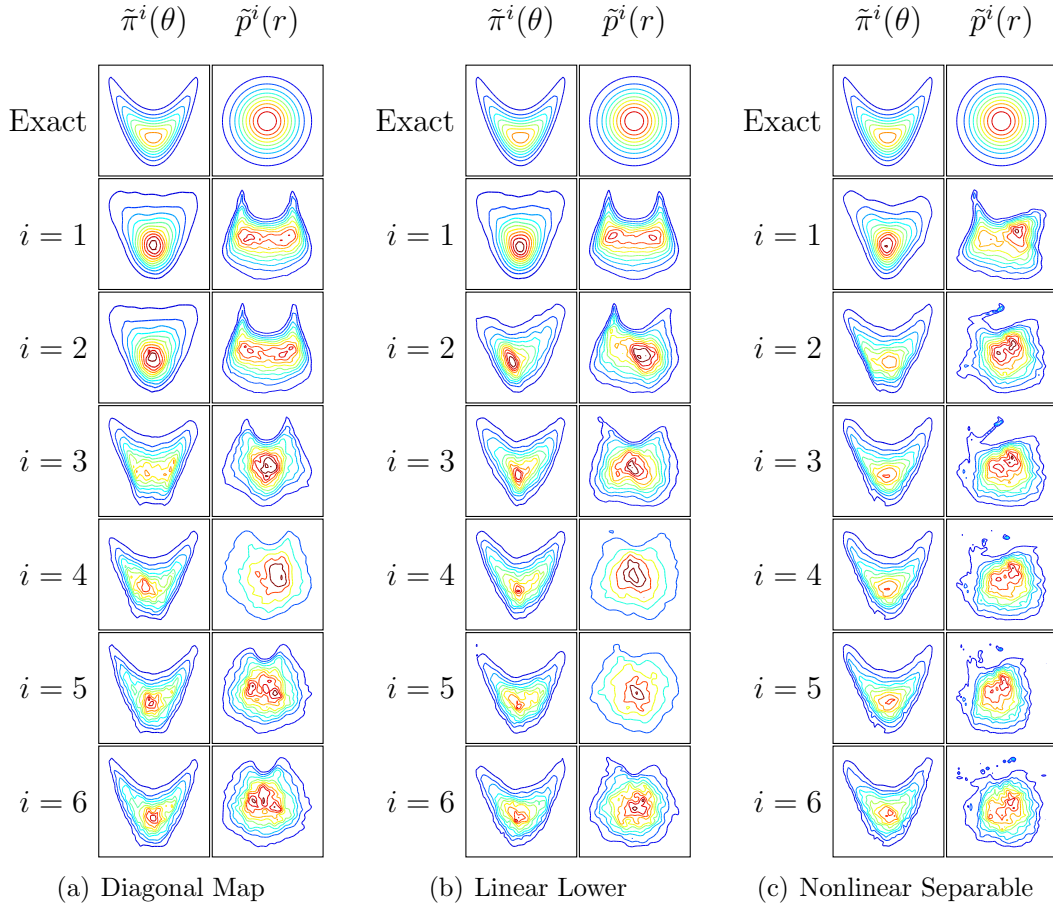 π̃ⁱ(θ) p̃ⁱ(r) π̃ⁱ(θ) p̃ⁱ(r) π̃ⁱ(θ) p̃ⁱ(r)
Exact Exact Exact
i = 1 i = 1 i = 1
i = 2 i = 2 i = 2
i = 3 i = 3 i = 3
i = 4 i = 4 i = 4
i = 5 i = 5 i = 5
i = 6 i = 6 i = 6
(a) Diagonal Map (b) Linear Lower (c) Nonlinear Separable